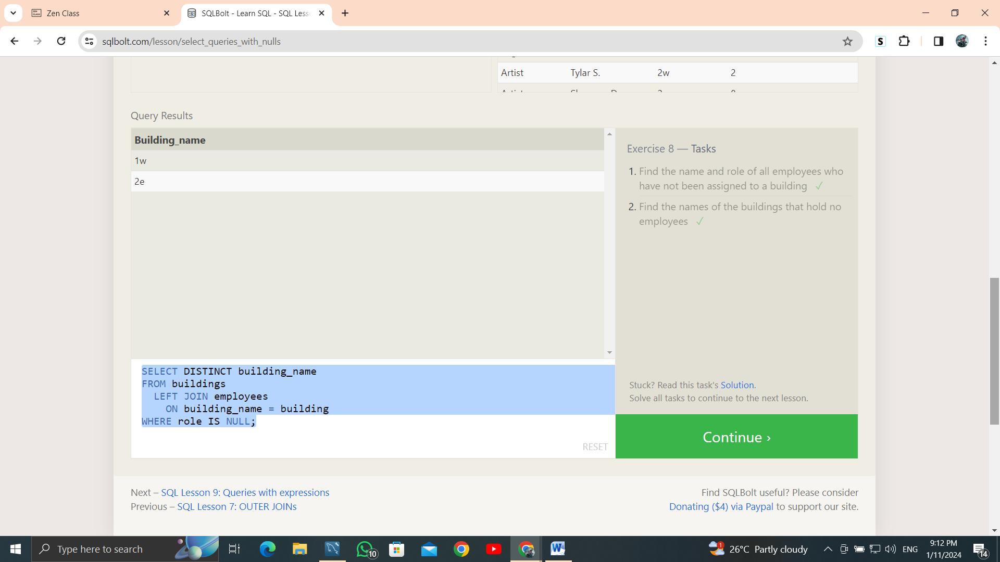 Zen Class
SQLBolt - Learn SQL - SQL Less
sqlbolt.com/lesson/select_queries_with_nulls
S
Artist Tylar S. 2w 2
Query Results
Building_name
1w
2e
Exercise 8 — Tasks
1. Find the name and role of all employees who
have not been assigned to a building ✓
2. Find the names of the buildings that hold no
employees ✓
SELECT DISTINCT building_name
FROM buildings
LEFT JOIN employees
ON building_name = building
WHERE role IS NULL;
RESET
Stuck? Read this task's Solution.
Solve all tasks to continue to the next lesson.
Continue ›
Next – SQL Lesson 9: Queries with expressions
Previous – SQL Lesson 7: OUTER JOINs
Find SQLBolt useful? Please consider
Donating ($4) via Paypal to support our site.
Type here to search
10
1
26°C Partly cloudy
ENG
9:12 PM
1/11/2024
14